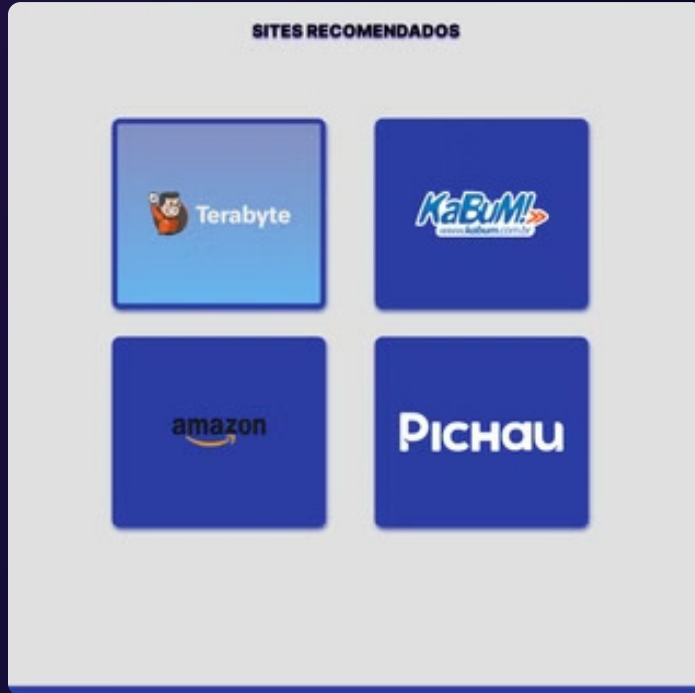 SITES RECOMENDADOS
Terabyte
KaBuM!
www.kabum.com.br
amazon
PICHAU